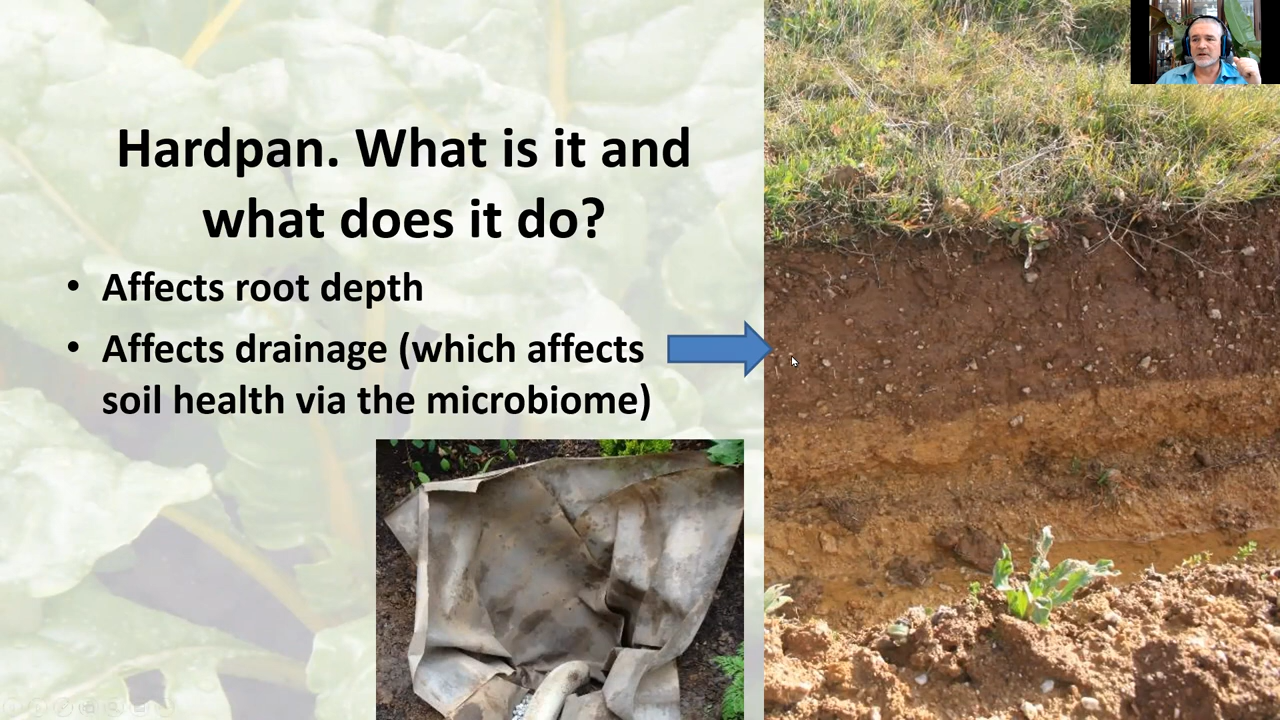 Hardpan. What is it and
what does it do?
• Affects root depth
• Affects drainage (which affects
soil health via the microbiome)